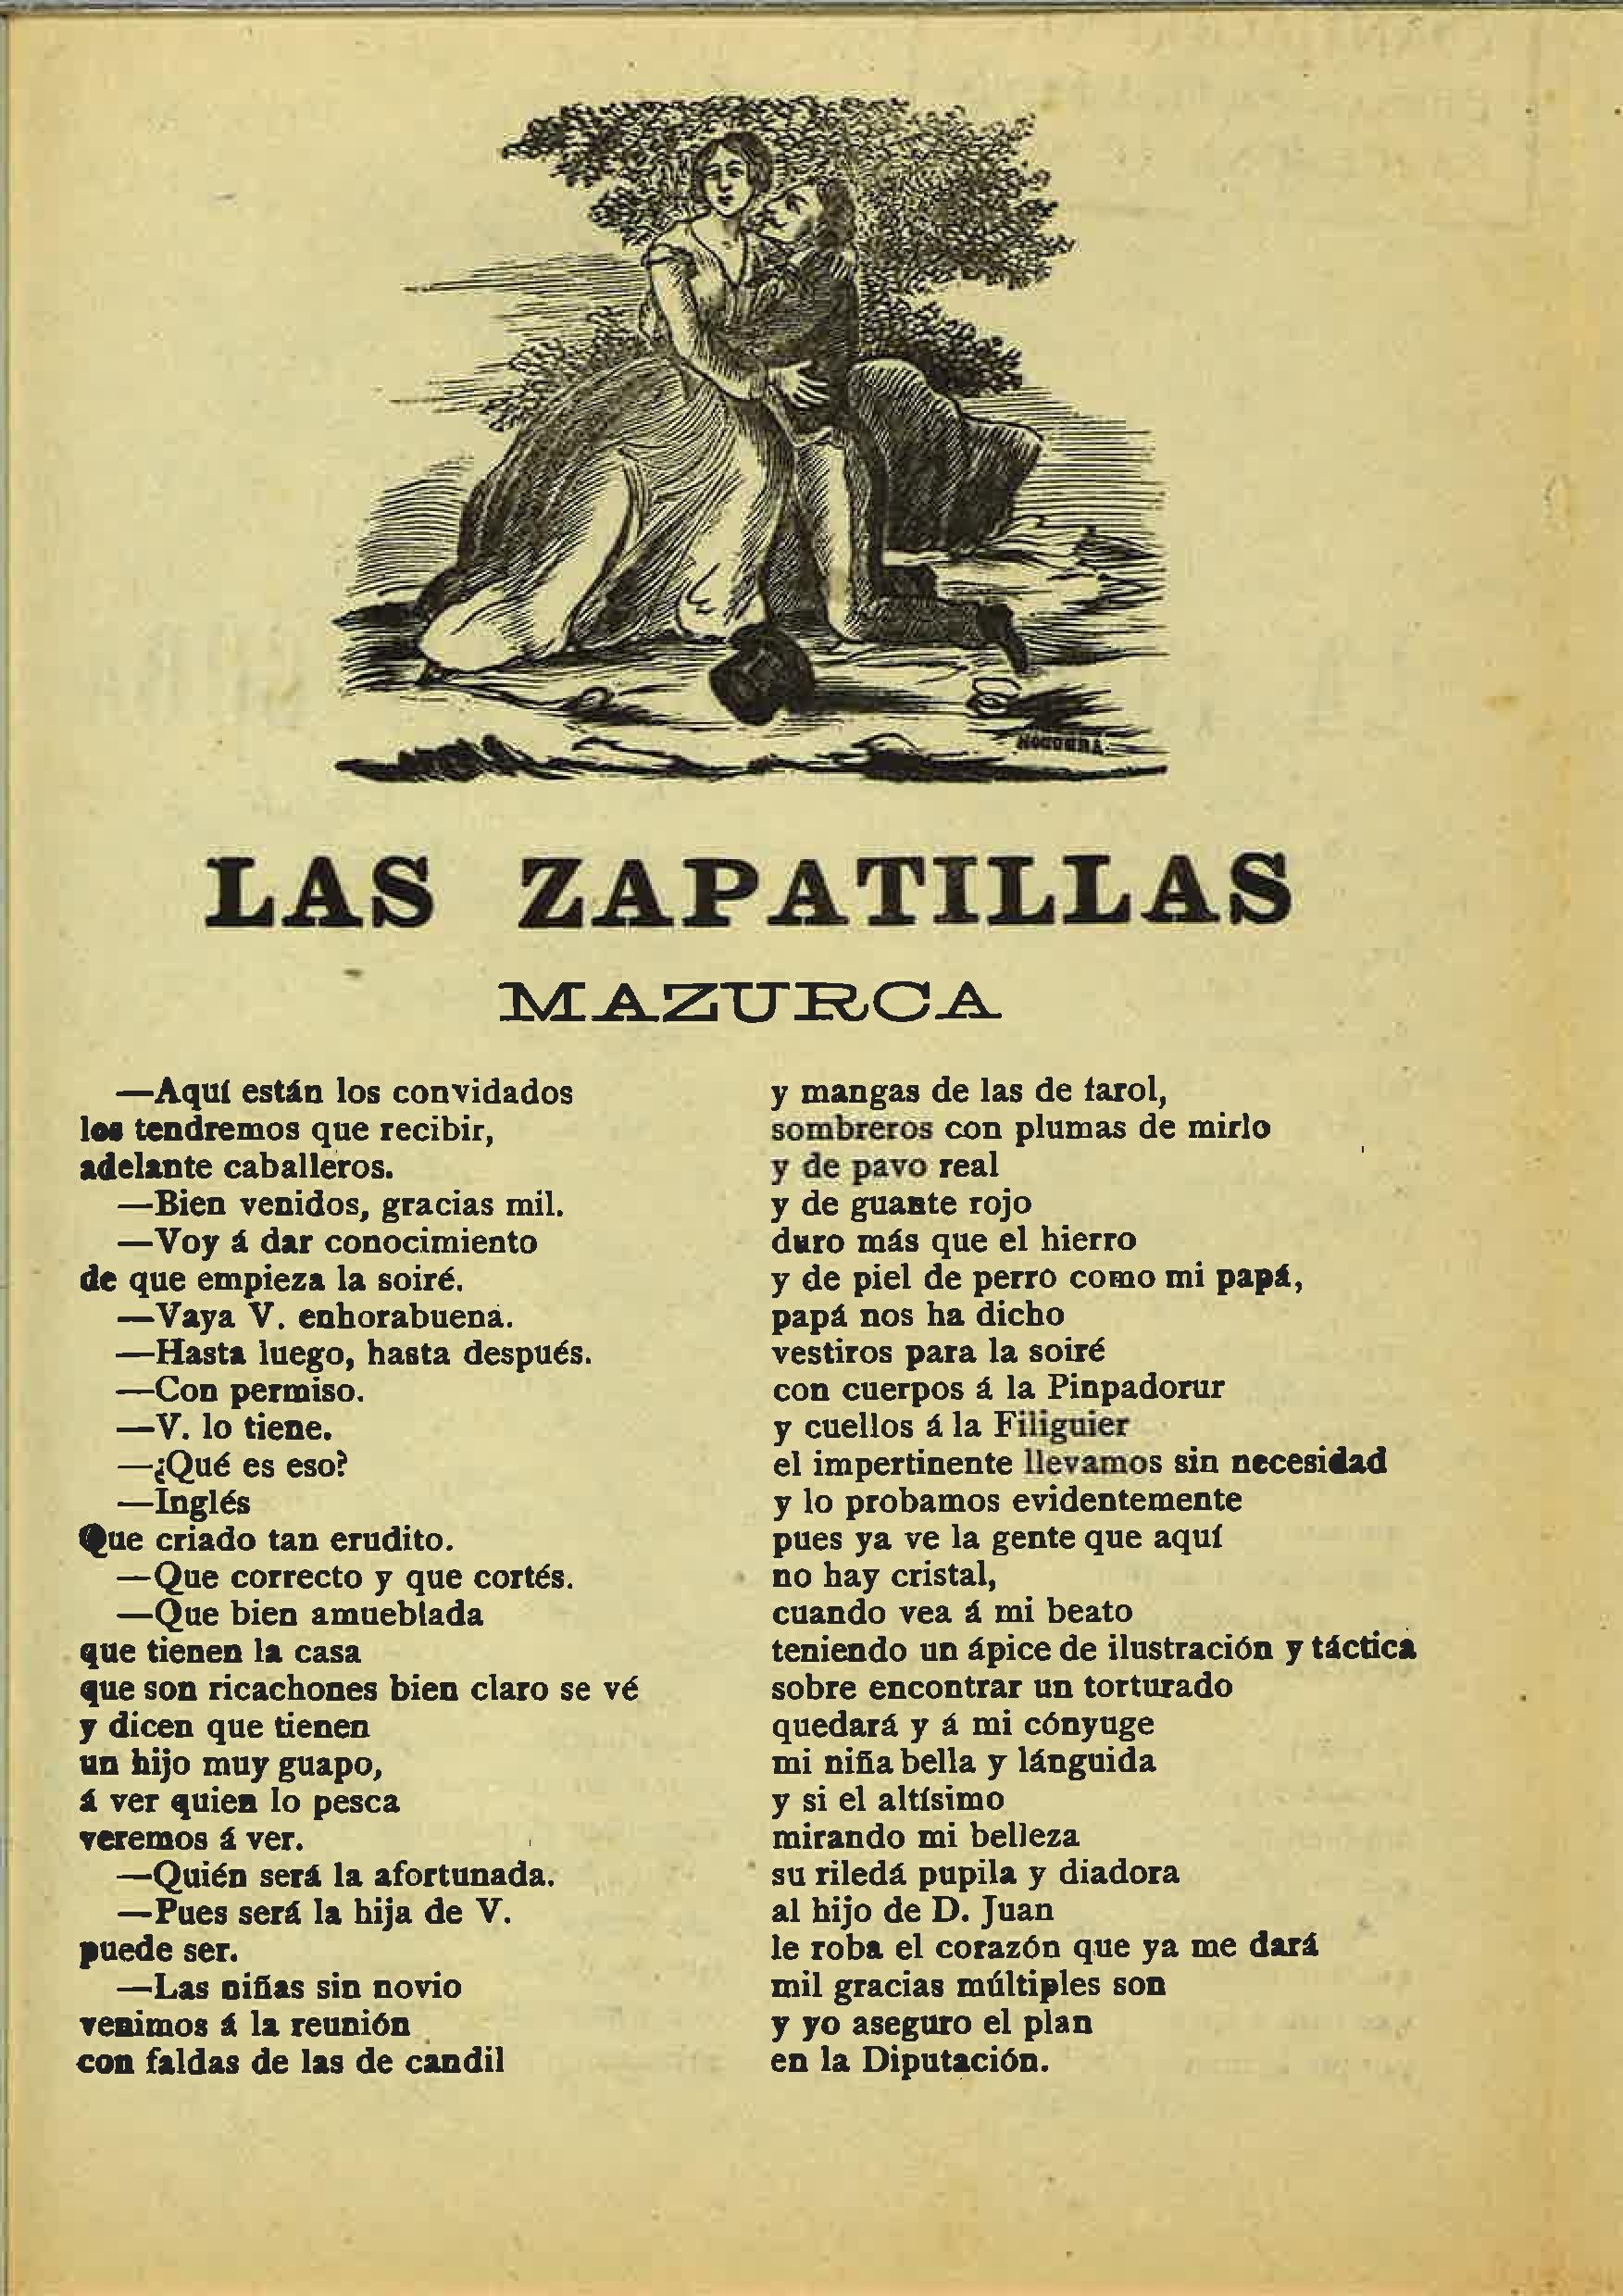 NOGUERA.
LAS ZAPATILLAS
MAZURCA
—Aquí están los convidados
los tendremos que recibir,
adelante caballeros.
—Bien venidos, gracias mil.
—Voy á dar conocimiento
de que empieza la soiré.
—Vaya V. enhorabuena.
—Hasta luego, hasta después.
—Con permiso.
—V. lo tiene.
—¿Qué es eso?
—Inglés
Que criado tan erudito.
—Que correcto y que cortés.
—Que bien amueblada
que tienen la casa
que son ricachones bien claro se vé
y dicen que tienen
un hijo muy guapo,
á ver quien lo pesca
veremos á ver.
—Quién será la afortunada.
—Pues será la hija de V.
puede ser.
—Las niñas sin novio
venimos á la reunión
con faldas de las de candil
y mangas de las de farol,
sombreros con plumas de mirlo
y de pavo real
y de guante rojo
duro más que el hierro
y de piel de perro como mi papá,
papá nos ha dicho
vestiros para la soiré
con cuerpos á la Pinpadorur
y cuellos á la Filiguier
el impertinente llevamos sin necesidad
y lo probamos evidentemente
pues ya ve la gente que aquí
no hay cristal,
cuando vea á mi beato
teniendo un ápice de ilustración y táctica
sobre encontrar un torturado
quedará y á mi cónyuge
mi niña bella y lánguida
y si el altísimo
mirando mi belleza
su riledá pupila y diadora
al hijo de D. Juan
le roba el corazón que ya me dará
mil gracias múltiples son
y yo aseguro el plan
en la Diputación.